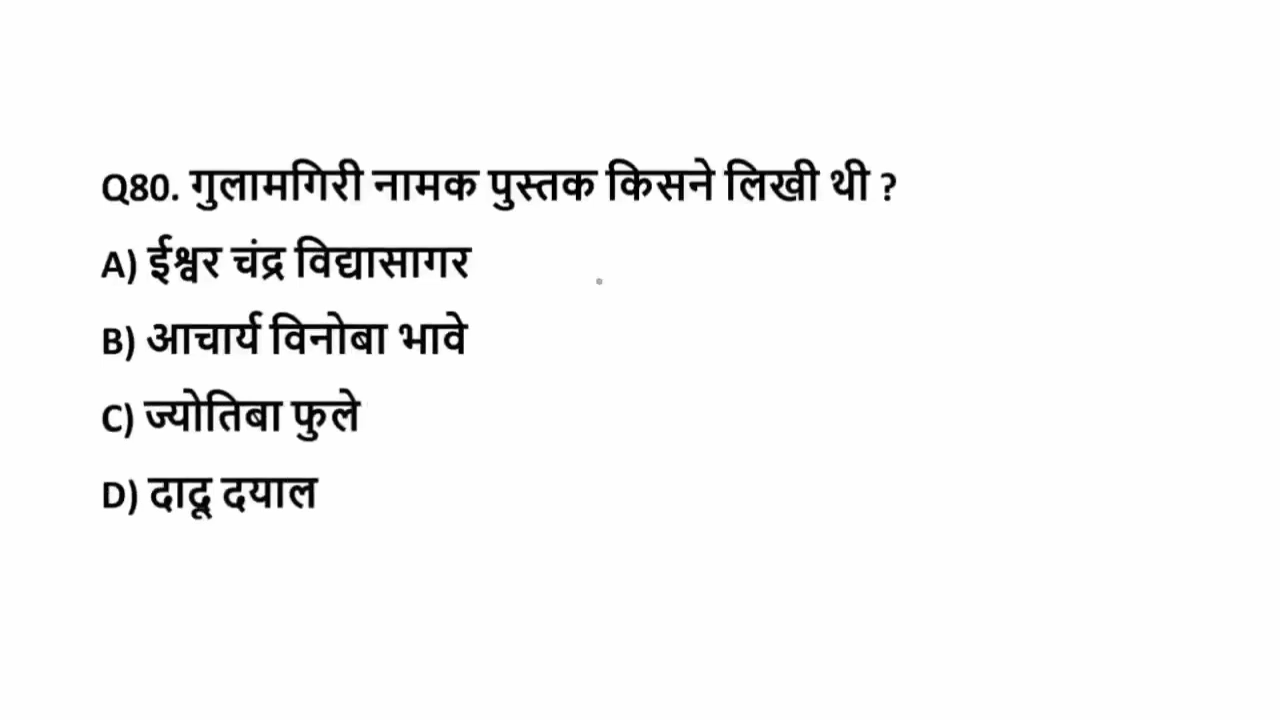 Q80. गुलामगिरी नामक पुस्तक किसने लिखी थी ?
A) ईश्वर चंद्र विद्यासागर
B) आचार्य विनोबा भावे
C) ज्योतिबा फुले
D) दादू दयाल